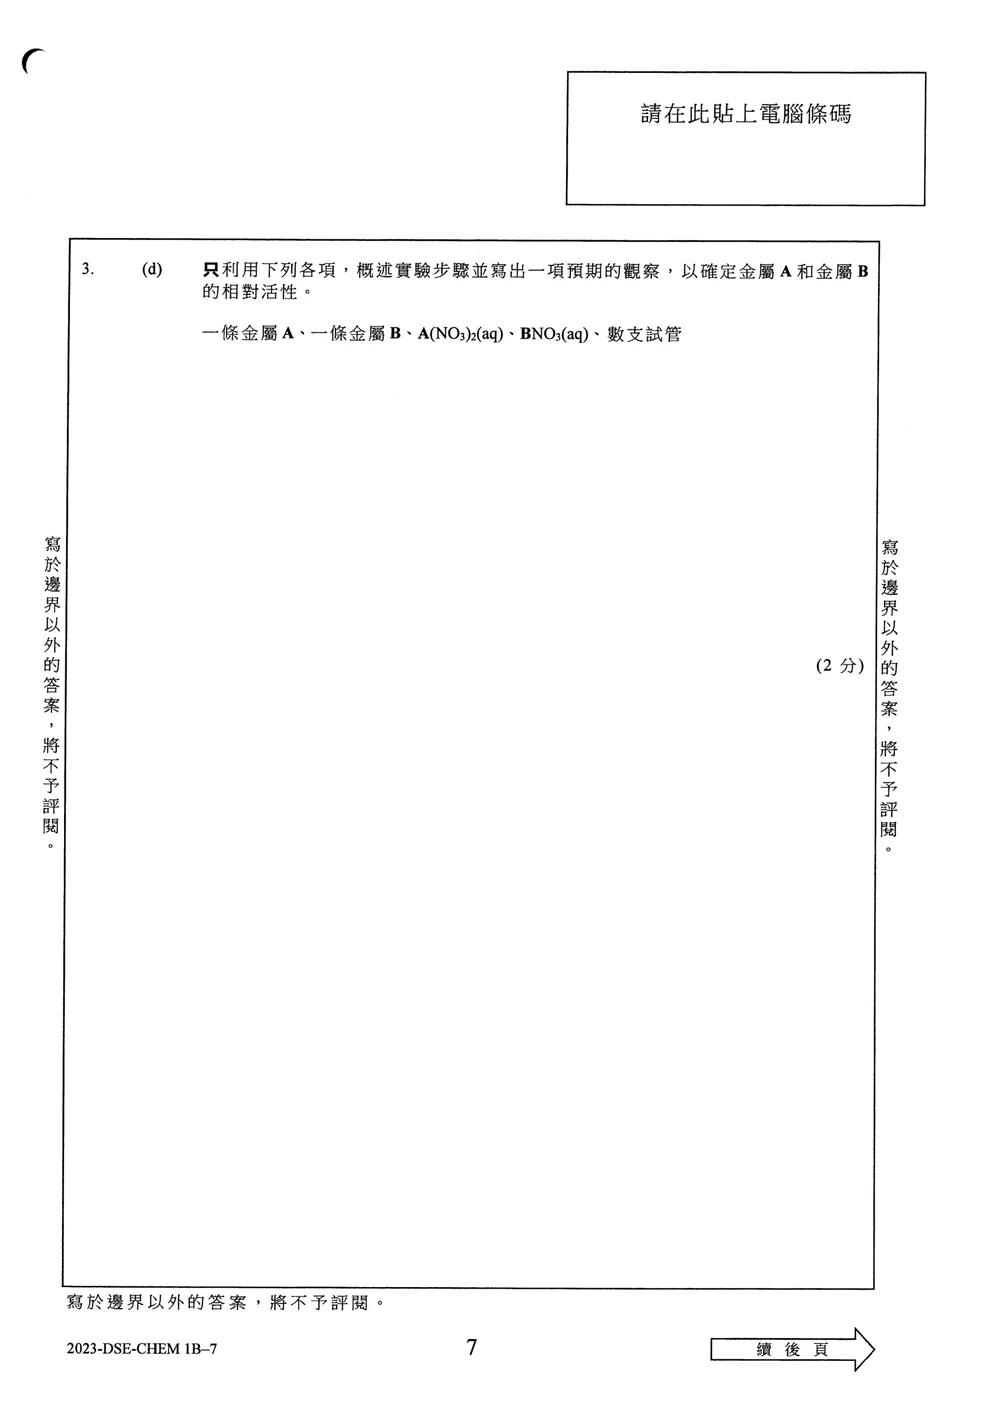 請在此貼上電腦條碼
3. (d) 只利用下列各項，概述實驗步驟並寫出一項預期的觀察，以確定金屬 A 和金屬 B
的相對活性。
一條金屬 A、一條金屬 B、A(NO₃)₂(aq)、BNO₃(aq)、數支試管
(2 分)
寫於邊界以外的答案，將不予評閱。
寫於邊界以外的答案，將不予評閱。
寫於邊界以外的答案，將不予評閱。
2023-DSE-CHEM 1B–7
7
續後頁